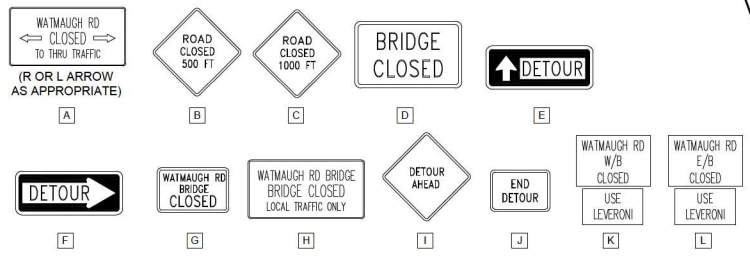 WATMAUGH RD
CLOSED
TO THRU TRAFFIC
(R OR L ARROW
AS APPROPRIATE)
A
ROAD
CLOSED
500 FT
B
ROAD
CLOSED
1000 FT
C
BRIDGE
CLOSED
D
DETOUR
E
DETOUR
F
WATMAUGH RD
BRIDGE
CLOSED
G
WATMAUGH RD BRIDGE
BRIDGE CLOSED
LOCAL TRAFFIC ONLY
H
DETOUR
AHEAD
I
END
DETOUR
J
WATMAUGH RD
W/B
CLOSED
USE
LEVERONI
K
WATMAUGH RD
E/B
CLOSED
USE
LEVERONI
L